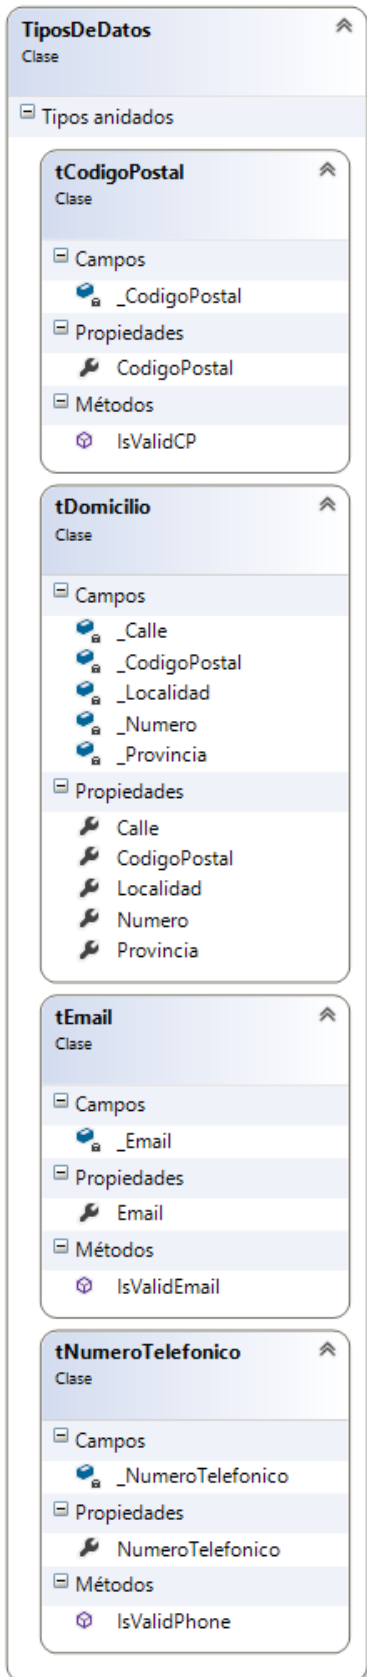 TiposDeDatos
Clase
Tipos anidados
tCodigoPostal
Clase
Campos
_CodigoPostal
Propiedades
CodigoPostal
Métodos
IsValidCP
tDomicilio
Clase
Campos
_Calle
_CodigoPostal
_Localidad
_Numero
_Provincia
Propiedades
Calle
CodigoPostal
Localidad
Numero
Provincia
tEmail
Clase
Campos
_Email
Propiedades
Email
Métodos
IsValidEmail
tNumeroTelefonico
Clase
Campos
_NumeroTelefonico
Propiedades
NumeroTelefonico
Métodos
IsValidPhone